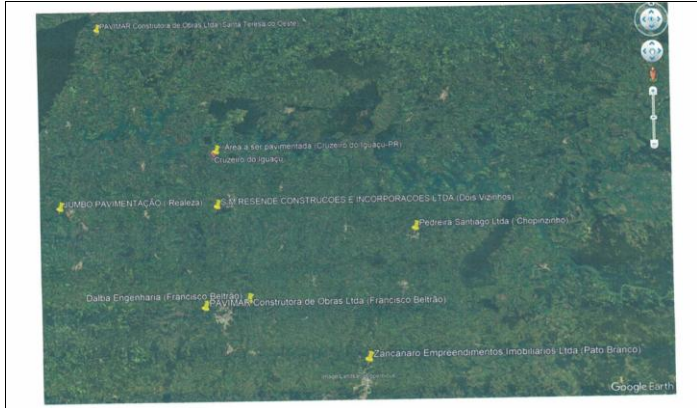 PAVIMAR Construtora de Obras Ltda (Santa Teresa do Oeste)
Area a ser pavimentada (Cruzeiro do Iguaçu-PR)
Cruzeiro do Iguaçu
JUMBO PAVIMENTAÇÃO ( Realeza)
S.M RESENDE CONSTRUCOES E INCORPORACOES LTDA (Dois Vizinhos)
Pedreira Santiago Ltda ( Chopinzinho)
Dalba Engenharia (Francisco Beltrão)
PAVIMAR Construtora de Obras Ltda (Francisco Beltrão)
Zancanaro Empreendimentos Imobiliários Ltda (Pato Branco)
Google Earth